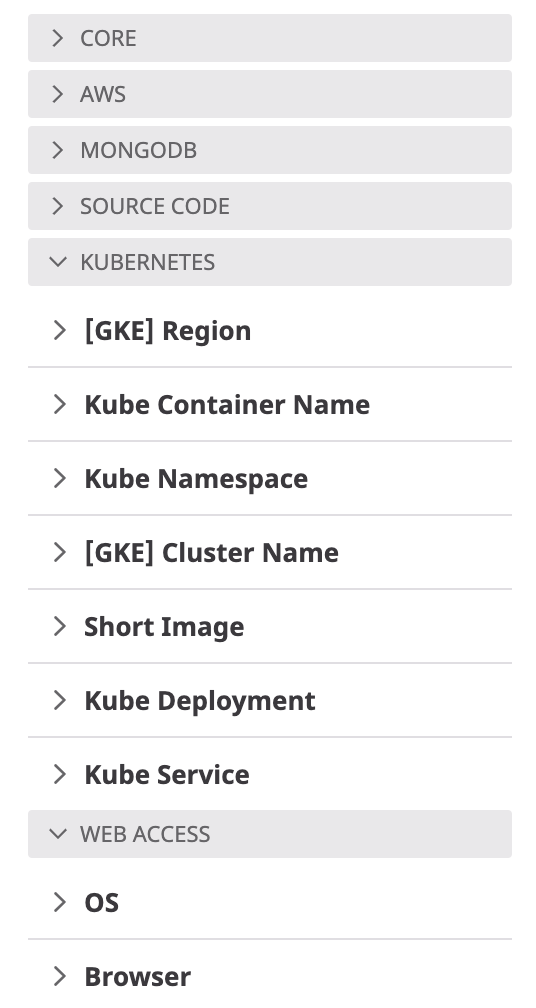 CORE
AWS
MONGODB
SOURCE CODE
KUBERNETES
[GKE] Region
Kube Container Name
Kube Namespace
[GKE] Cluster Name
Short Image
Kube Deployment
Kube Service
WEB ACCESS
OS
Browser